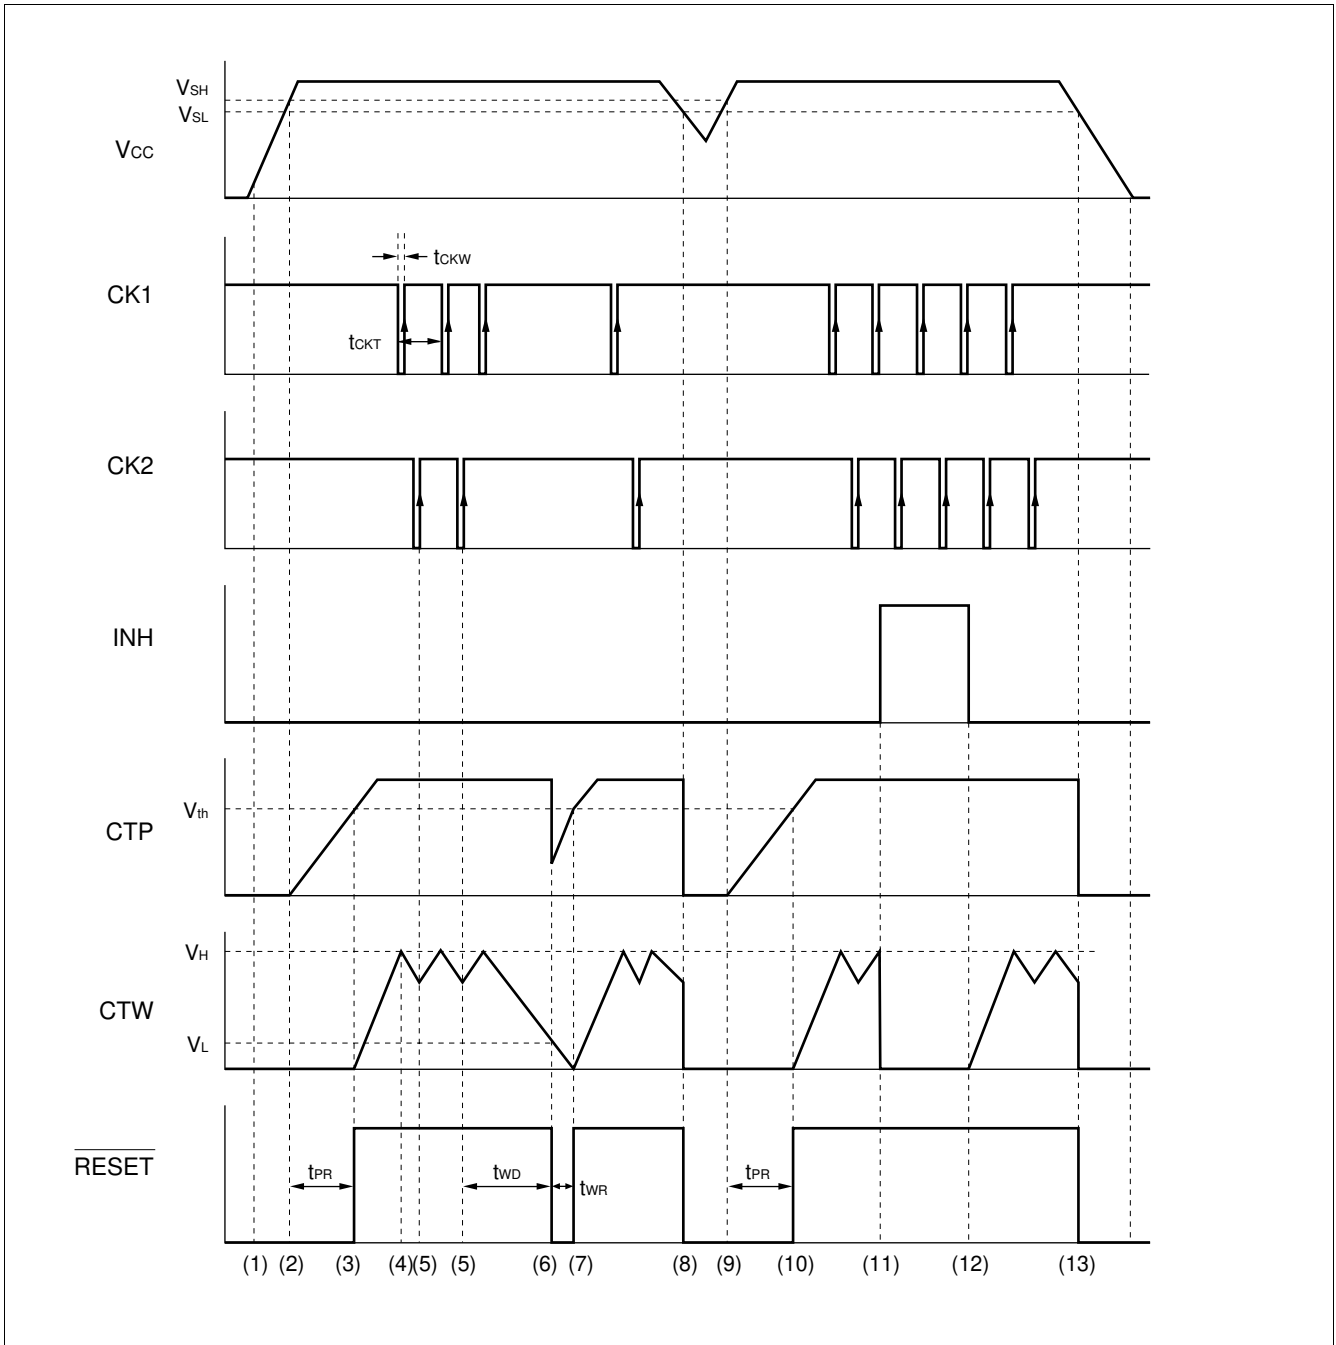 VSH
VSL
VCC
tCKW
CK1
tCKT
CK2
INH
Vth
CTP
VH
CTW
VL
RESET
tPR
tWD
tWR
tPR
(1) (2) (3) (4)(5) (5) (6) (7) (8) (9) (10) (11) (12) (13)